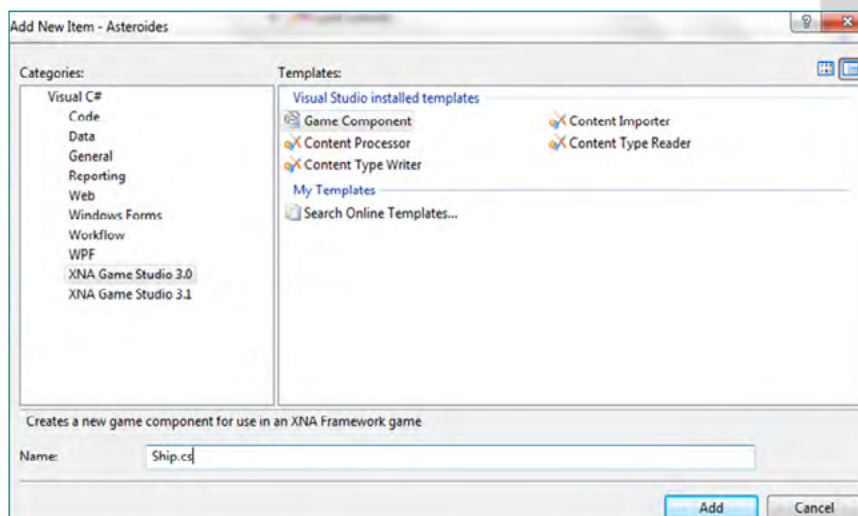 Add New Item - Asteroides
Categories:
Templates:
Visual C#
Code
Data
General
Reporting
Web
Windows Forms
Workflow
WPF
XNA Game Studio 3.0
XNA Game Studio 3.1
Visual Studio installed templates
Game Component
Content Importer
Content Processor
Content Type Reader
Content Type Writer
My Templates
Search Online Templates...
Creates a new game component for use in an XNA Framework game
Name:
Ship.cs
Add
Cancel